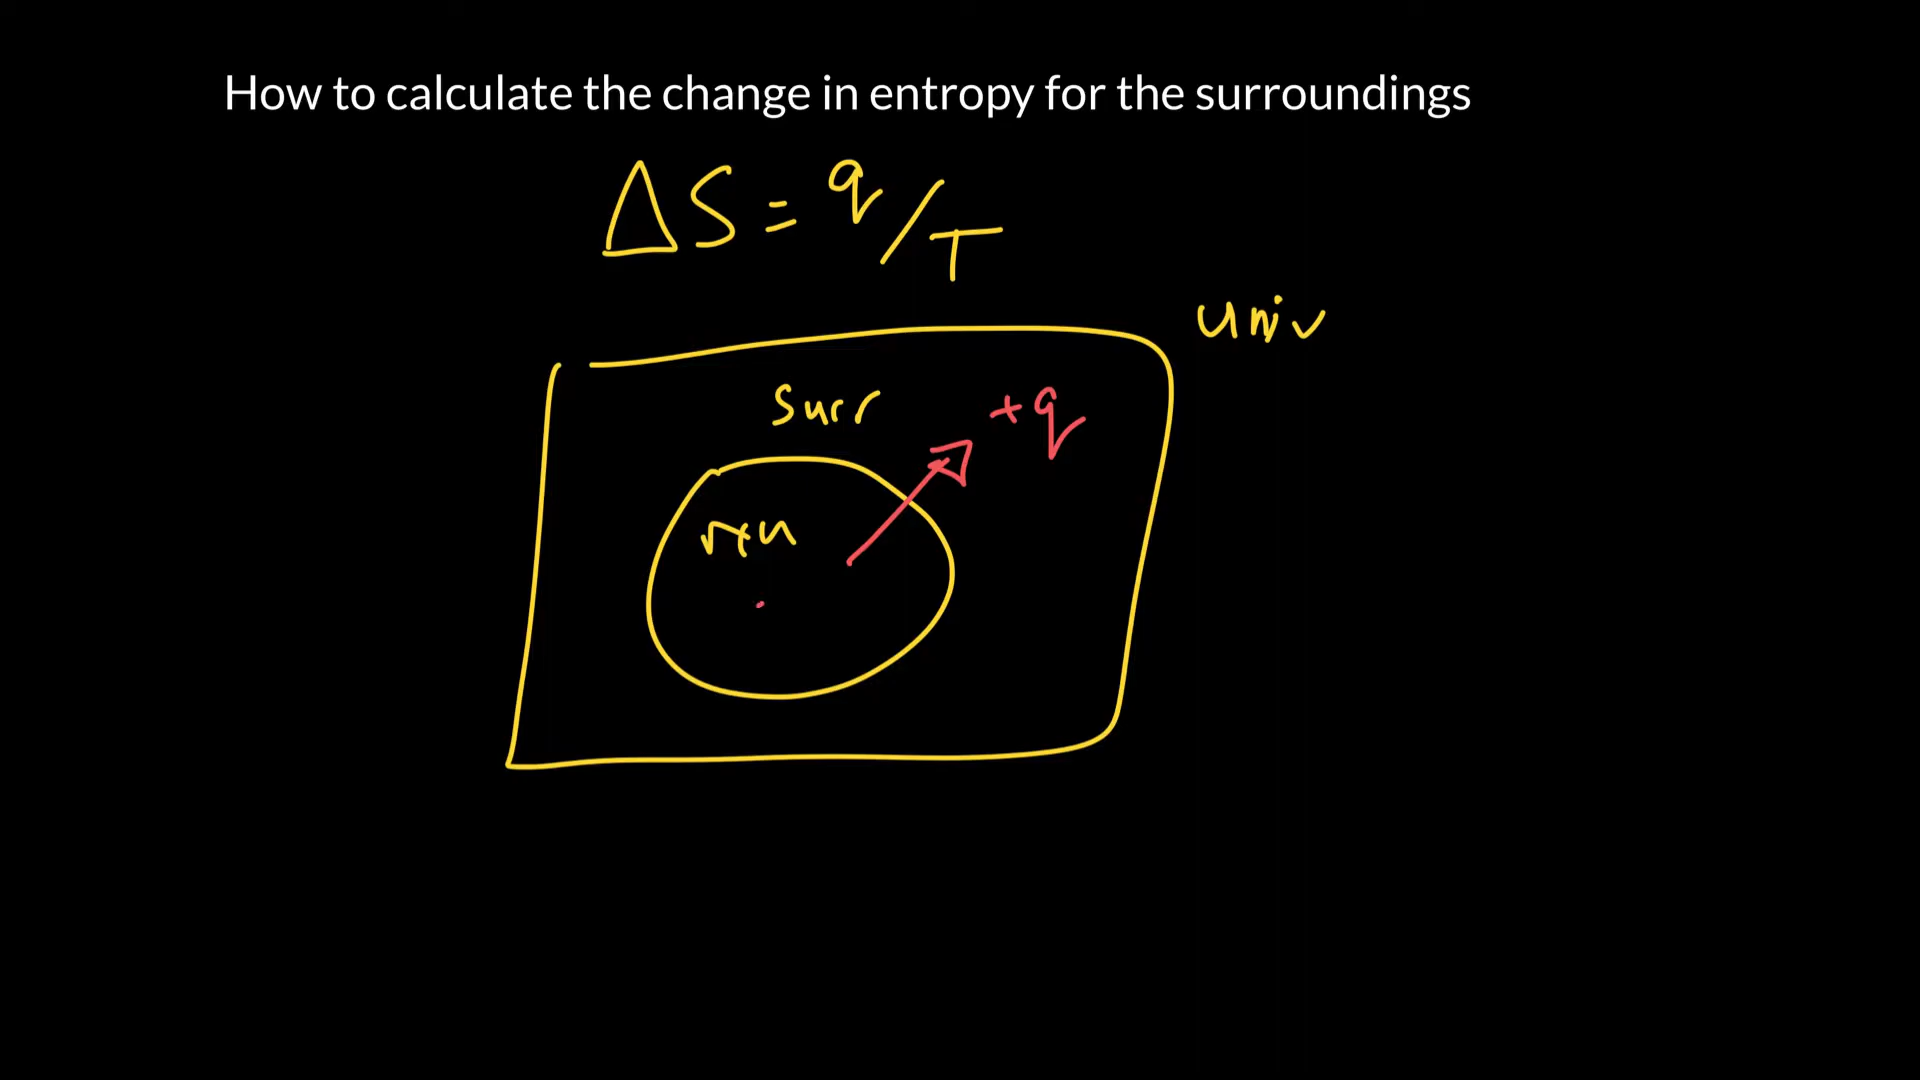 How to calculate the change in entropy for the surroundings
ΔS = q/T
univ
surr
+q
rxn